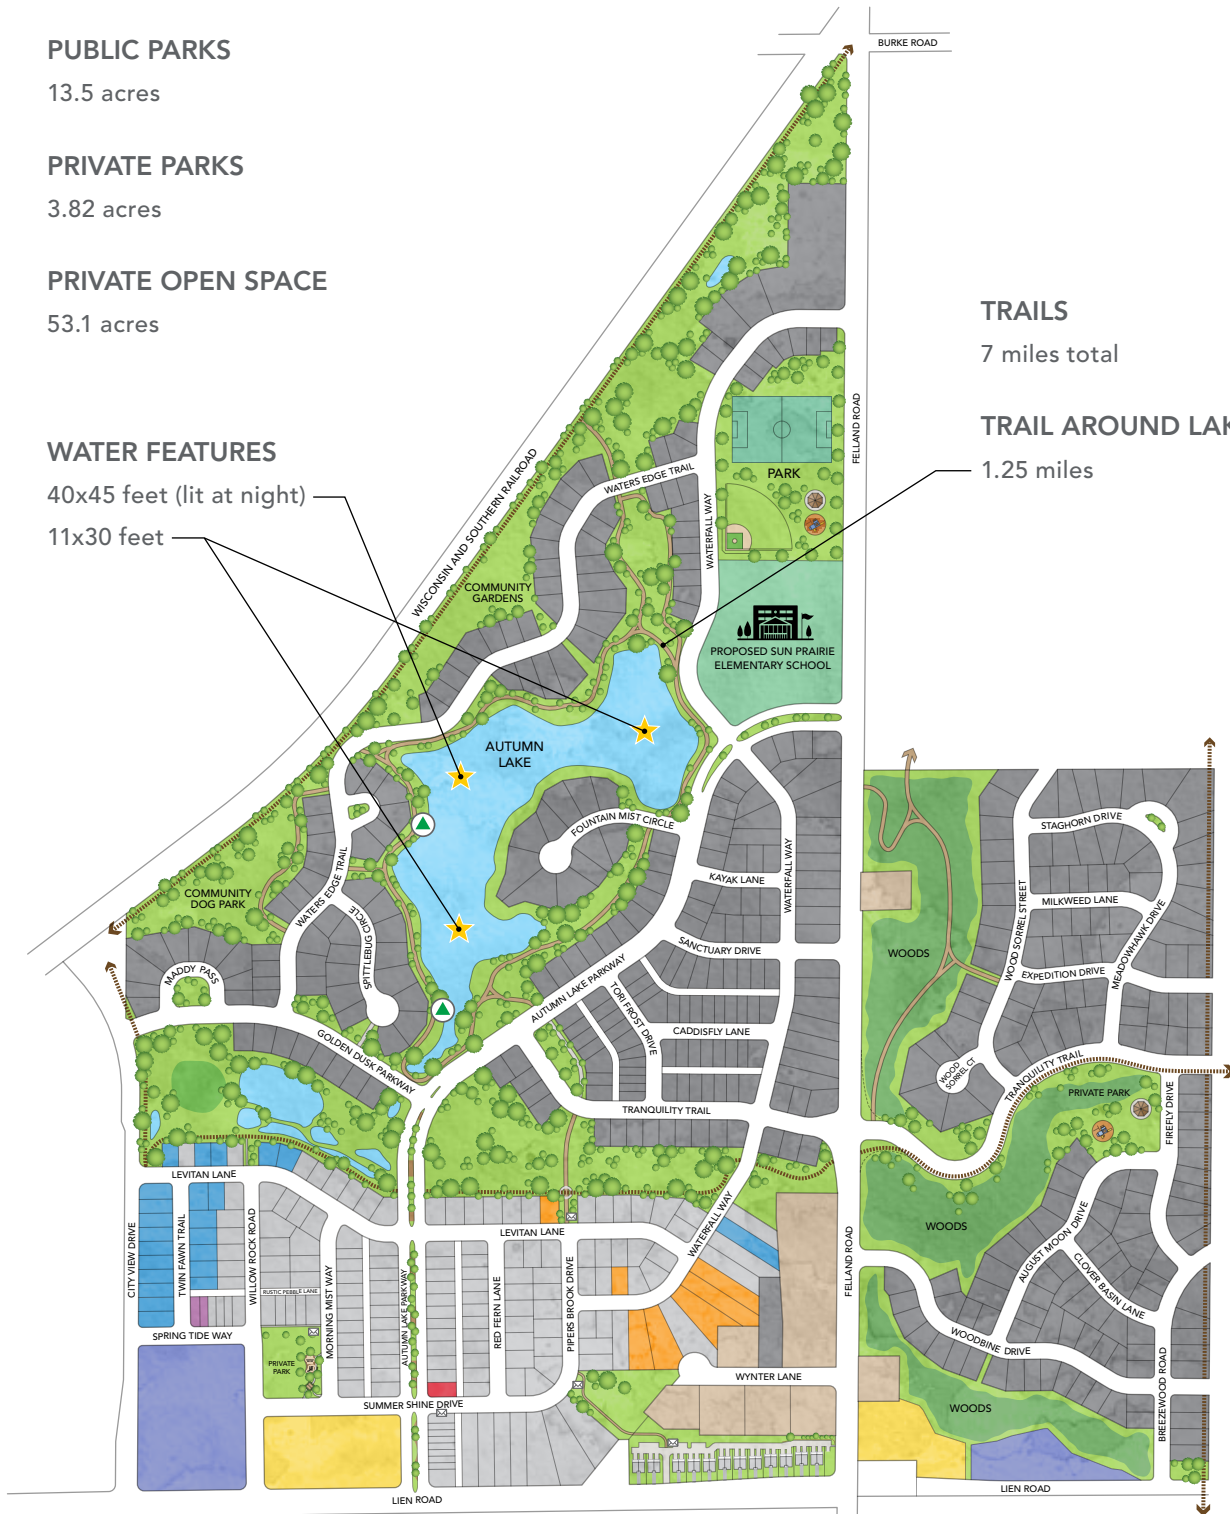 PUBLIC PARKS
13.5 acres
PRIVATE PARKS
3.82 acres
PRIVATE OPEN SPACE
53.1 acres
WATER FEATURES
40x45 feet (lit at night)
11x30 feet
TRAILS
7 miles total
TRAIL AROUND LAK
1.25 miles
BURKE ROAD
FELLAND ROAD
WISCONSIN AND SOUTHERN RAILROAD
PARK
WATERS EDGE TRAIL
WATERFALL WAY
COMMUNITY
GARDENS
PROPOSED SUN PRAIRIE
ELEMENTARY SCHOOL
AUTUMN
LAKE
FOUNTAIN MIST CIRCLE
STAGHORN DRIVE
KAYAK LANE
WATERFALL WAY
WATERS EDGE TRAIL
COMMUNITY
DOG PARK
SPITTLEBUG CIRCLE
MILKWEED LANE
WOOD SORREL STREET
MEADOWHAWK DRIVE
SANCTUARY DRIVE
WOODS
EXPEDITION DRIVE
MADDY PASS
AUTUMN LAKE PARKWAY
TORI FROST DRIVE
CADDISFLY LANE
GOLDEN DUSK PARKWAY
WOOD
SORREL CT
TRANQUILITY TRAIL
PRIVATE PARK
FIREFLY DRIVE
TRANQUILITY TRAIL
LEVITAN LANE
WATERFALL WAY
WOODS
LEVITAN LANE
CITY VIEW DRIVE
TWIN FAWN TRAIL
WILLOW ROCK ROAD
MORNING MIST WAY
AUTUMN LAKE PARKWAY
RED FERN LANE
PIPERS BROOK DRIVE
FELLAND ROAD
AUGUST MOON DRIVE
CLOVER BASIN LANE
RUSTIC PEBBLE LANE
SPRING TIDE WAY
WOODBINE DRIVE
PRIVATE
PARK
WYNTER LANE
SUMMER SHINE DRIVE
WOODS
BREEZEWOOD ROAD
LIEN ROAD
LIEN ROAD